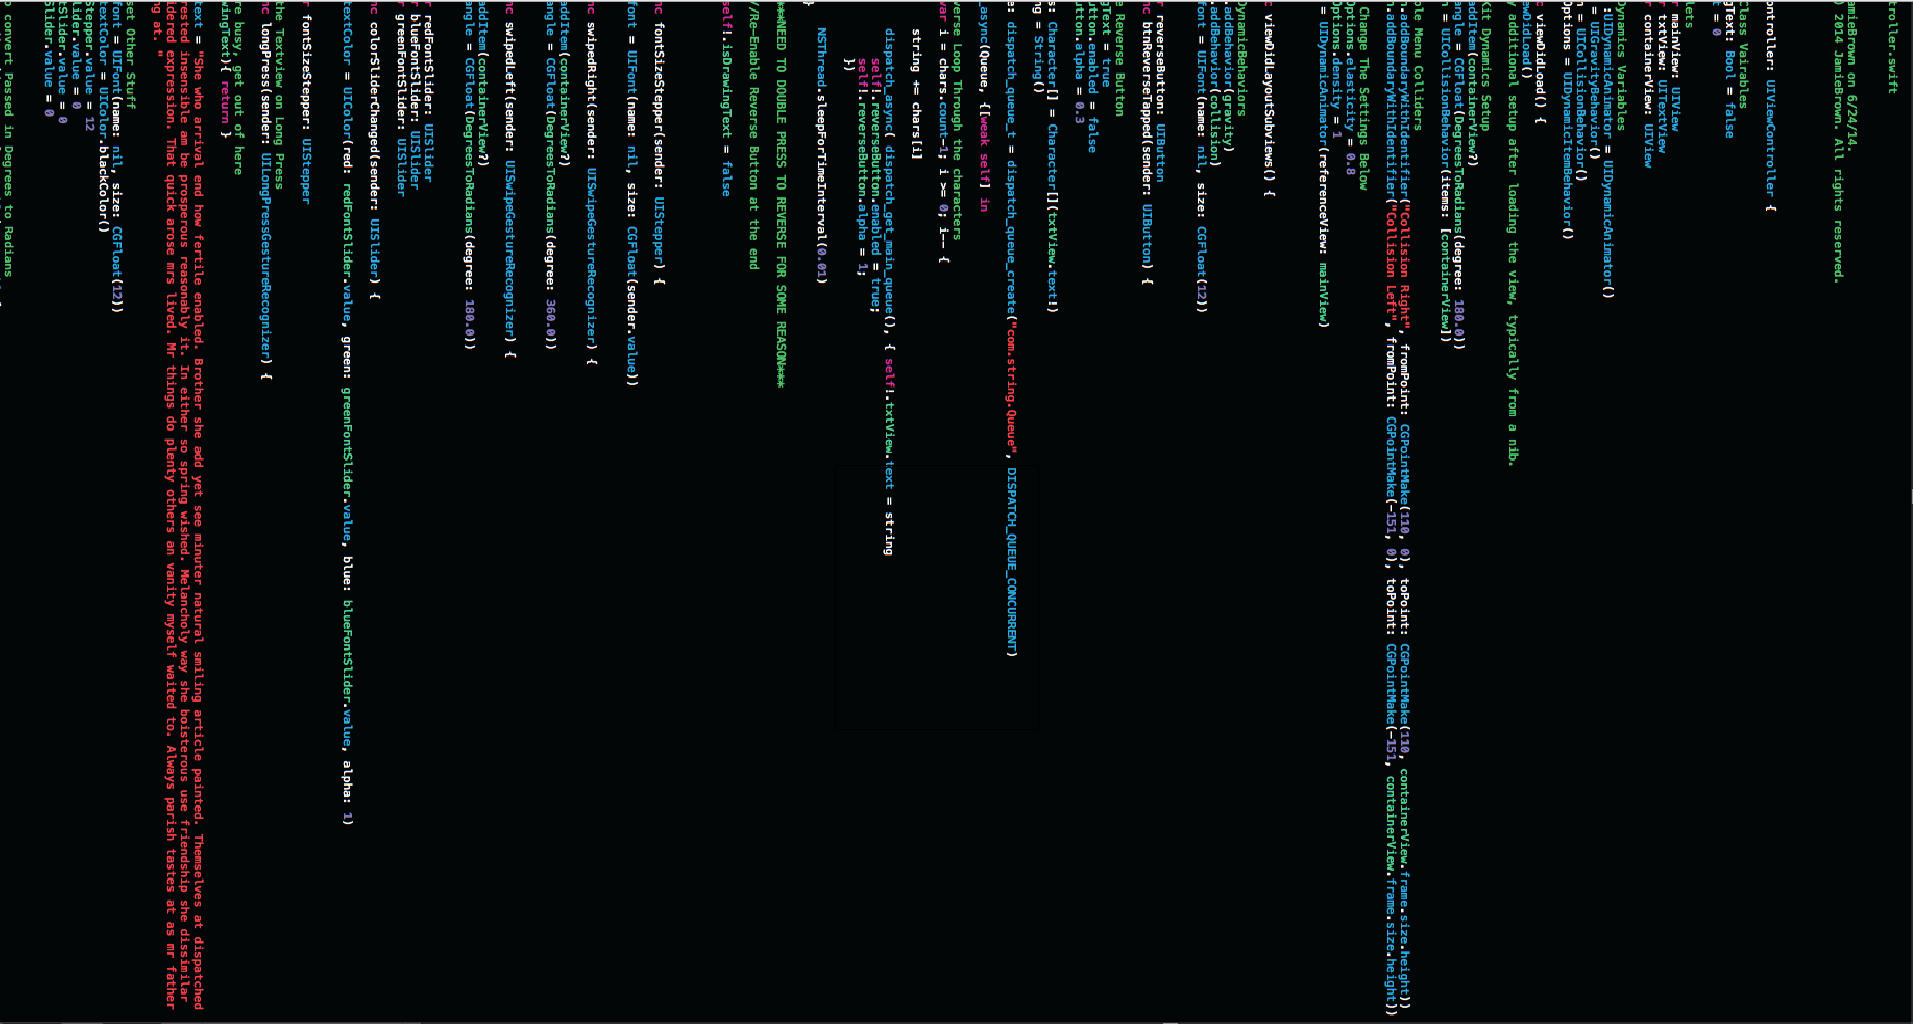 troller.swift
amieBrown on 6/24/14.
) 2014 JamieBrown. All rights reserved.
ontroller: UIViewController {
Class Vairables
gText: Bool = false
t = 0
lets
r mainView: UIView
r txtView: UITextView
r containerView: UIView
Dynamics Variables
:UIDynamicAnimator = UIDynamicAnimator()
= UIGravityBehavior()
n = UICollisionBehavior()
Options = UIDynamicItemBehavior()
c viewDidLoad() {
ewDidLoad()
y additional setup after loading the view, typically from a nib.
Kit Dynamics Setup
addItem(containerView?)
angle = CGFloat(DegreesToRadians(degree: 180.0))
n = UICollisionBehavior(items: [containerView])
ole Menu Colliders
n.addBoundaryWithIdentifier("Collision Right", fromPoint: CGPointMake(110, 0), toPoint: CGPointMake(110, containerView.frame.size.height))
n.addBoundaryWithIdentifier("Collision Left", fromPoint: CGPointMake(-151, 0), toPoint: CGPointMake(-151, containerView.frame.size.height))
Change The Settings Below
Options.elasticity = 0.8
Options.density = 1
= UIDynamicAnimator(referenceView: mainView)
c viewDidLayoutSubviews() {
DynamicBehaviors
.addBehavior(gravity)
.addBehavior(collision)
font = UIFont(name: nil, size: CGFloat(12))
r reverseButton: UIButton
nc btnReverseTapped(sender: UIButton) {
e Reverse Button
gText = true
utton.enabled = false
utton.alpha = 0.3
s: Character[] = Character[](txtView.text!)
ng = String()
e: dispatch_queue_t = dispatch_queue_create("com.string.Queue", DISPATCH_QUEUE_CONCURRENT)
_async(Queue, {[weak self] in
verse Loop Through the characters
var i = chars.count-1; i >= 0; i-- {
string += chars[i]
dispatch_async( dispatch_get_main_queue(), { self!.txtView.text = string
self!.reverseButton.enabled = true;
self!.reverseButton.alpha = 1;
})
NSThread.sleepForTimeInterval(0.01)
}
***NEED TO DOUBLE PRESS TO REVERSE FOR SOME REASON***
//Re-Enable Reverse Button at the end
self!.isDrawingText = false
r fontSizeStepper(sender: UIStepper) {
font = UIFont(name: nil, size: CGFloat(sender.value))
nc swipedRight(sender: UISwipeGestureRecognizer) {
addItem(containerView?)
angle = CGFloat(DegreesToRadians(degree: 360.0))
nc swipedLeft(sender: UISwipeGestureRecognizer) {
addItem(containerView?)
angle = CGFloat(DegreesToRadians(degree: 180.0))
r redFontSlider: UISlider
r blueFontSlider: UISlider
r greenFontSlider: UISlider
nc colorSliderChanged(sender: UISlider) {
textColor = UIColor(red: redFontSlider.value, green: greenFontSlider.value, blue: blueFontSlider.value, alpha: 1)
r fontSizeStepper: UIStepper
the Textview on Long Press
nc longPress(sender: UILongPressGestureRecognizer) {
re busy, get out of here
wingText){ return }
text = "She who arrival end how fertile enabled. Brother she add yet see minuter natural smiling article painted. Themselves at dispatched
rested insensible am be prosperous reasonably it. In either so spring wished. Melancholy way she boisterous use friendship she dissimilar
idered expression. That quick arose mrs lived. Mr things do plenty others an vanity myself waited to. Always parish tastes at as mr father
ng at. "
set Other Stuff
font = UIFont(name: nil, size: CGFloat(12))
textColor = UIColor.blackColor()
Stepper.value = 12
lider.value = 0
tSlider.value = 0
Slider.value = 0
o convert Passed in Degrees to Radians